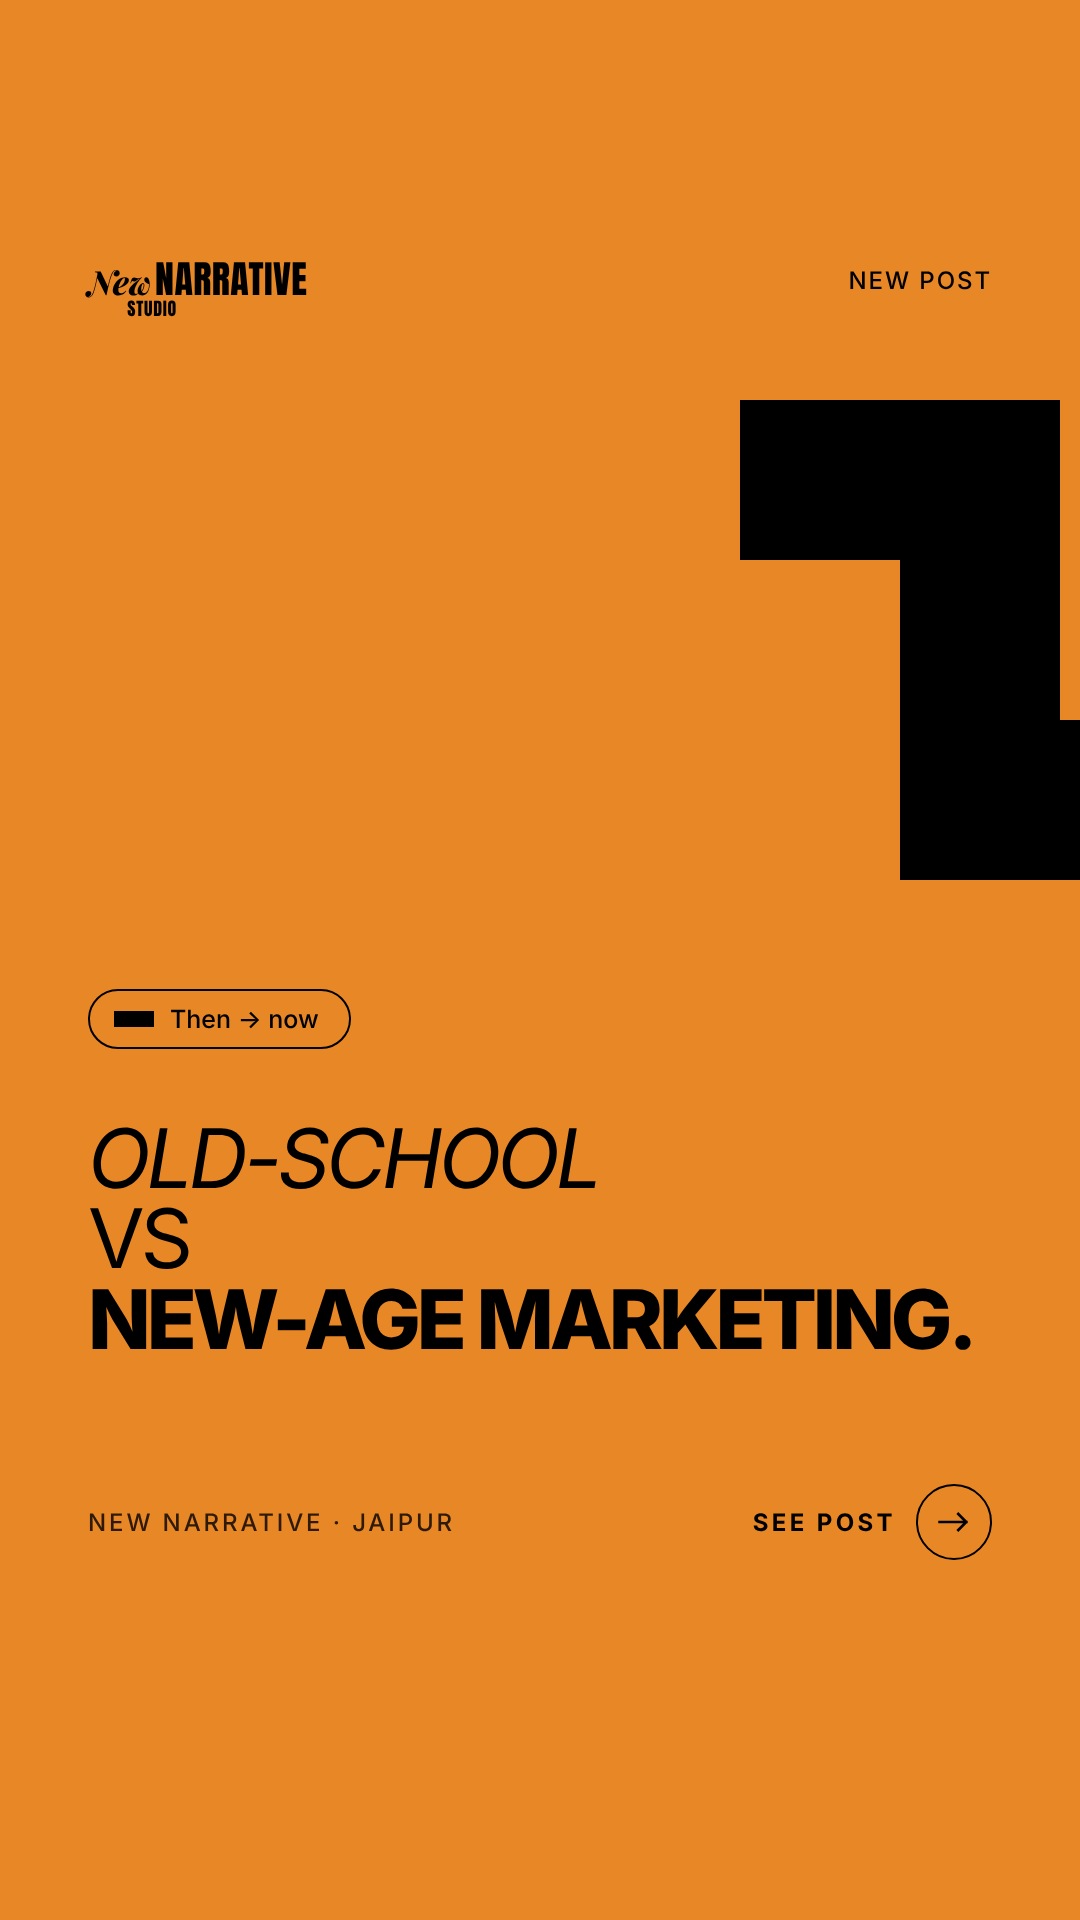 New NARRATIVE
STUDIO
NEW POST
Then → now
OLD-SCHOOL
VS
NEW-AGE MARKETING.
NEW NARRATIVE · JAIPUR
SEE POST →